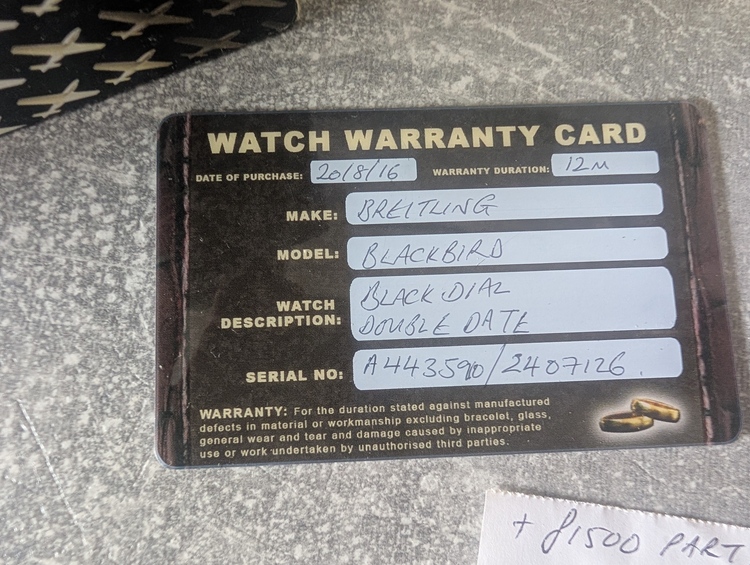 WATCH WARRANTY CARD
DATE OF PURCHASE: 20/8/16 WARRANTY DURATION: 12M
MAKE: BREITLING
MODEL: BLACKBIRD
WATCH DESCRIPTION: BLACK DIAL
DOUBLE DATE
SERIAL NO: A443590/2407126.
WARRANTY: For the duration stated against manufactured
defects in material or workmanship excluding bracelet, glass,
general wear and tear and damage caused by inappropriate
use or work undertaken by unauthorised third parties.
+ £1500 PART